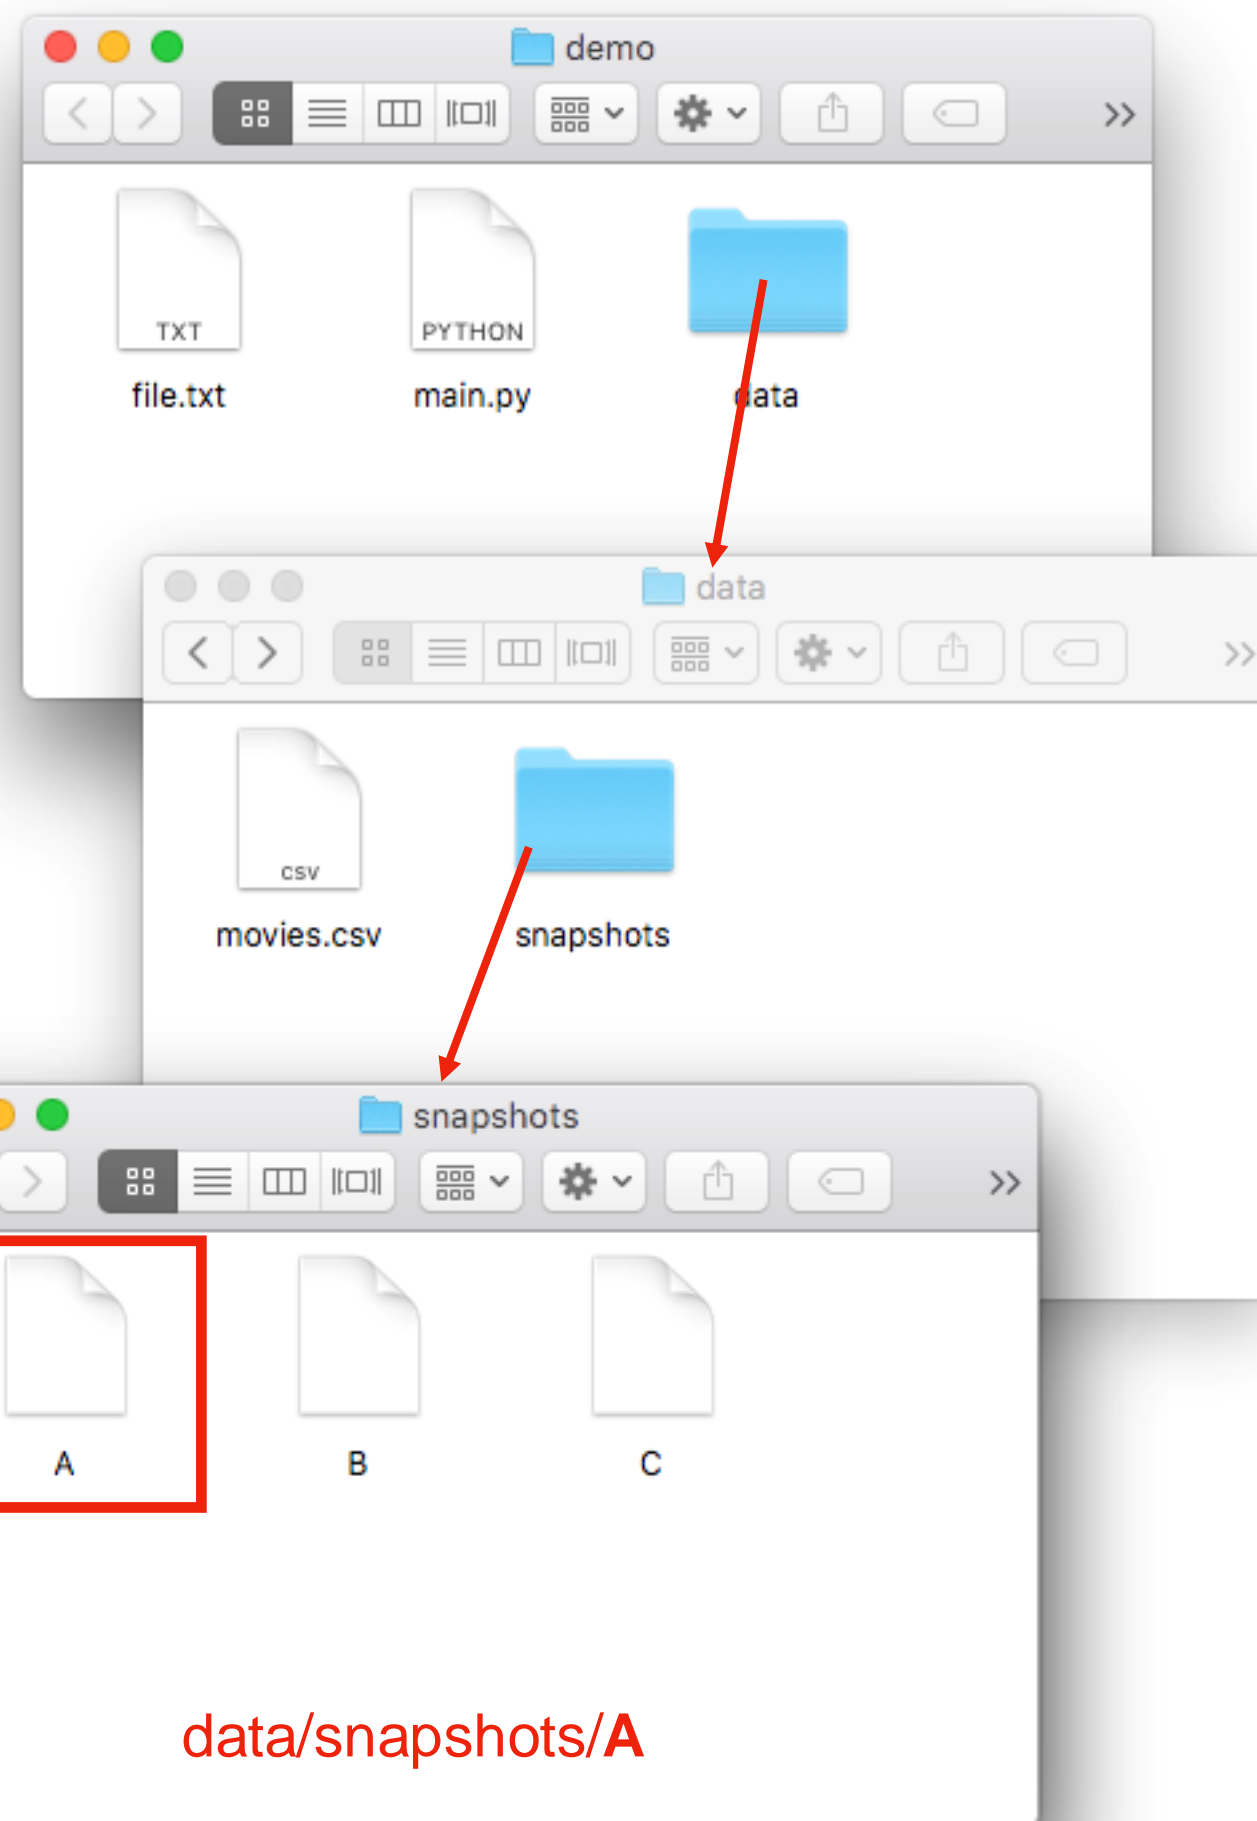 demo
TXT
PYTHON
file.txt
main.py
data
data
CSV
movies.csv
snapshots
snapshots
A
B
C
data/snapshots/A